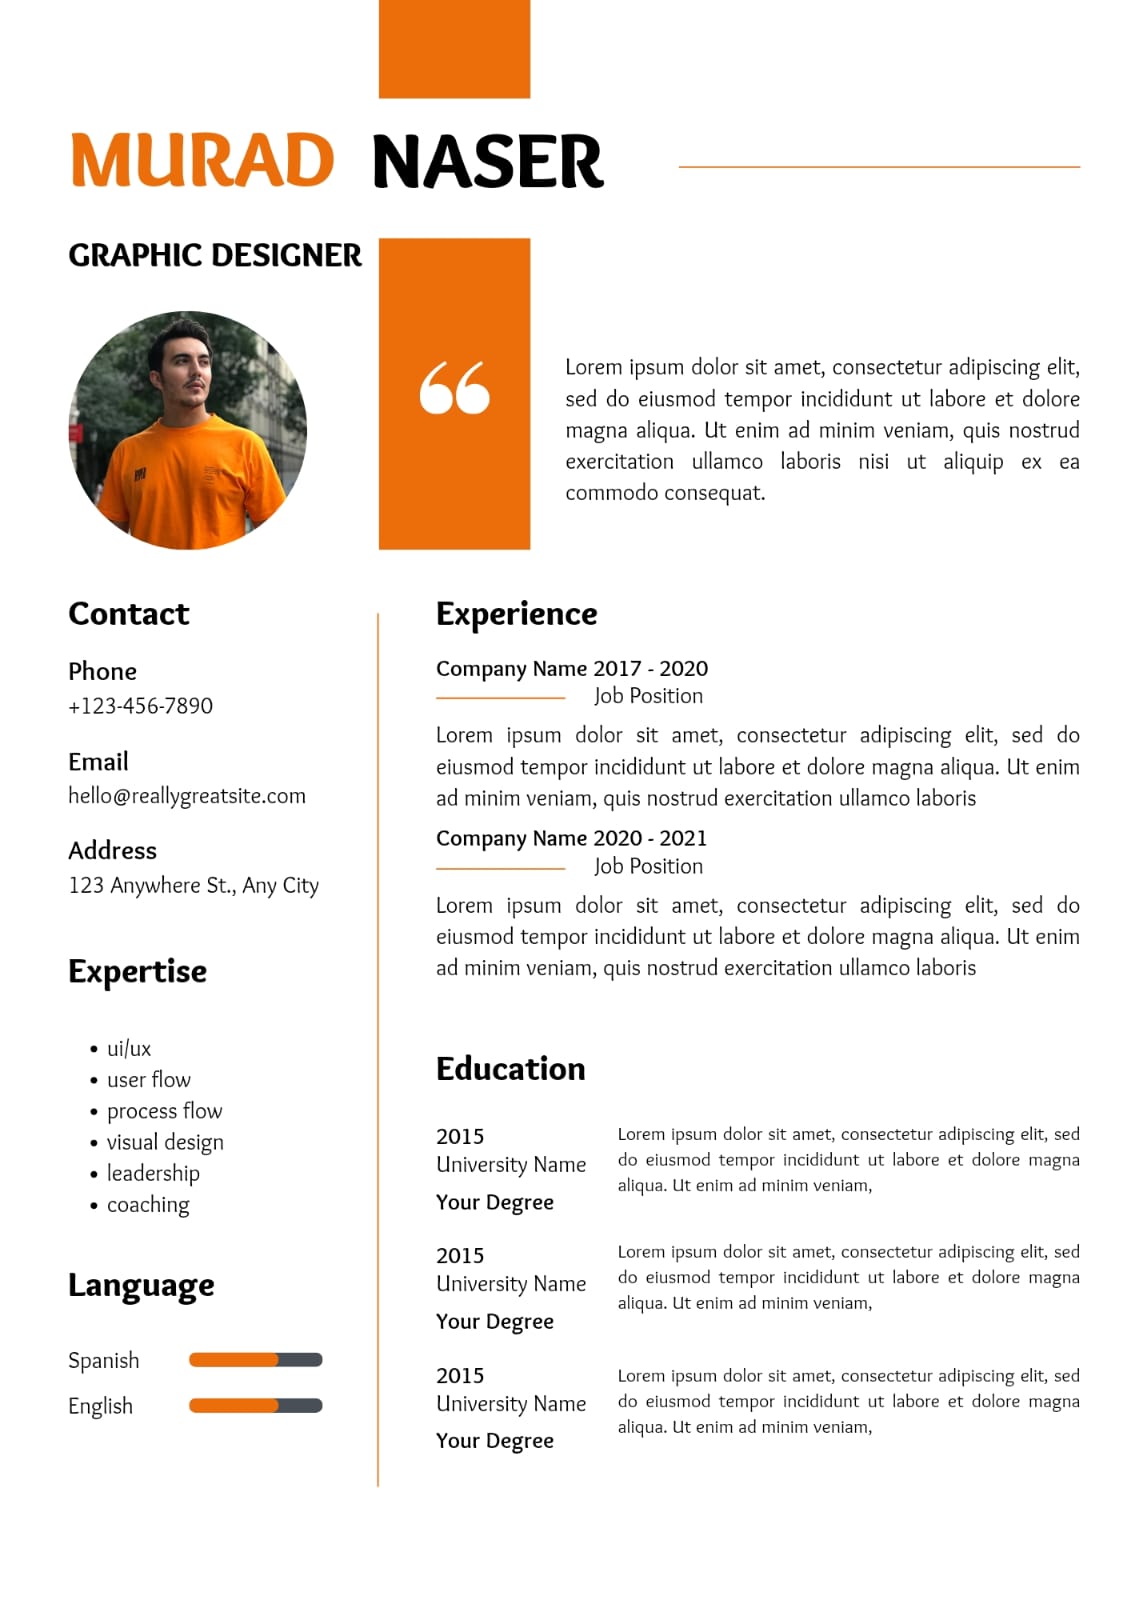 MURAD NASER
GRAPHIC DESIGNER
“
Lorem ipsum dolor sit amet, consectetur adipiscing elit,
sed do eiusmod tempor incididunt ut labore et dolore
magna aliqua. Ut enim ad minim veniam, quis nostrud
exercitation ullamco laboris nisi ut aliquip ex ea
commodo consequat.
Contact
Phone
+123-456-7890
Email
hello@reallygreatsite.com
Address
123 Anywhere St., Any City
Expertise
• ui/ux
• user flow
• process flow
• visual design
• leadership
• coaching
Language
Spanish
English
Experience
Company Name 2017 - 2020
Job Position
Lorem ipsum dolor sit amet, consectetur adipiscing elit, sed do
eiusmod tempor incididunt ut labore et dolore magna aliqua. Ut enim
ad minim veniam, quis nostrud exercitation ullamco laboris
Company Name 2020 - 2021
Job Position
Lorem ipsum dolor sit amet, consectetur adipiscing elit, sed do
eiusmod tempor incididunt ut labore et dolore magna aliqua. Ut enim
ad minim veniam, quis nostrud exercitation ullamco laboris
Education
2015
University Name
Your Degree
Lorem ipsum dolor sit amet, consectetur adipiscing elit, sed
do eiusmod tempor incididunt ut labore et dolore magna
aliqua. Ut enim ad minim veniam,
2015
University Name
Your Degree
Lorem ipsum dolor sit amet, consectetur adipiscing elit, sed
do eiusmod tempor incididunt ut labore et dolore magna
aliqua. Ut enim ad minim veniam,
2015
University Name
Your Degree
Lorem ipsum dolor sit amet, consectetur adipiscing elit, sed
do eiusmod tempor incididunt ut labore et dolore magna
aliqua. Ut enim ad minim veniam,